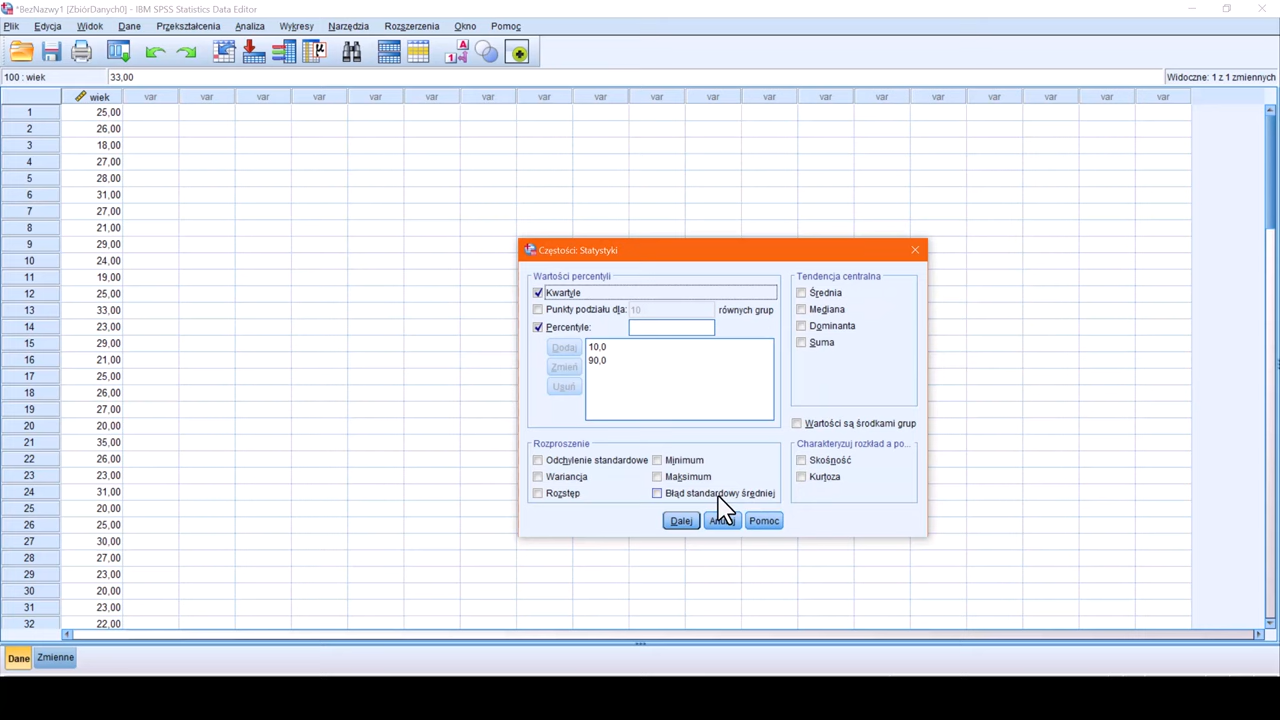 *BezNazwy1 [ZbiórDanych0] - IBM SPSS Statistics Data Editor
Plik Edycja Widok Dane Przekształcenia Analiza Wykresy Narzędzia Rozszerzenia Okno Pomoc
100 : wiek 33,00 Widoczne: 1 z 1 zmiennych
wiek var var var var var var var var var var var var var var var var var var var
1 25,00
2 26,00
3 18,00
4 27,00
5 28,00
6 31,00
7 27,00
8 21,00
9 29,00
10 24,00
11 19,00
12 25,00
13 33,00
14 23,00
15 29,00
16 21,00
17 25,00
18 26,00
19 27,00
20 20,00
21 35,00
22 26,00
23 29,00
24 31,00
25 20,00
26 27,00
27 30,00
28 27,00
29 23,00
30 20,00
31 23,00
32 22,00
Częstości: Statystyki
Wartości percentyli
Kwartyle
Punkty podziału dla: 10 równych grup
Percentyle:
Dodaj
Zmień
Usuń
10,0
90,0
Tendencja centralna
Średnia
Mediana
Dominanta
Suma
Wartości są środkami grup
Rozproszenie
Odchylenie standardowe Minimum
Wariancja Maksimum
Rozstęp Błąd standardowy średniej
Charakteryzuj rozkład a po...
Skośność
Kurtoza
Dalej Pomoc
Dane Zmienne